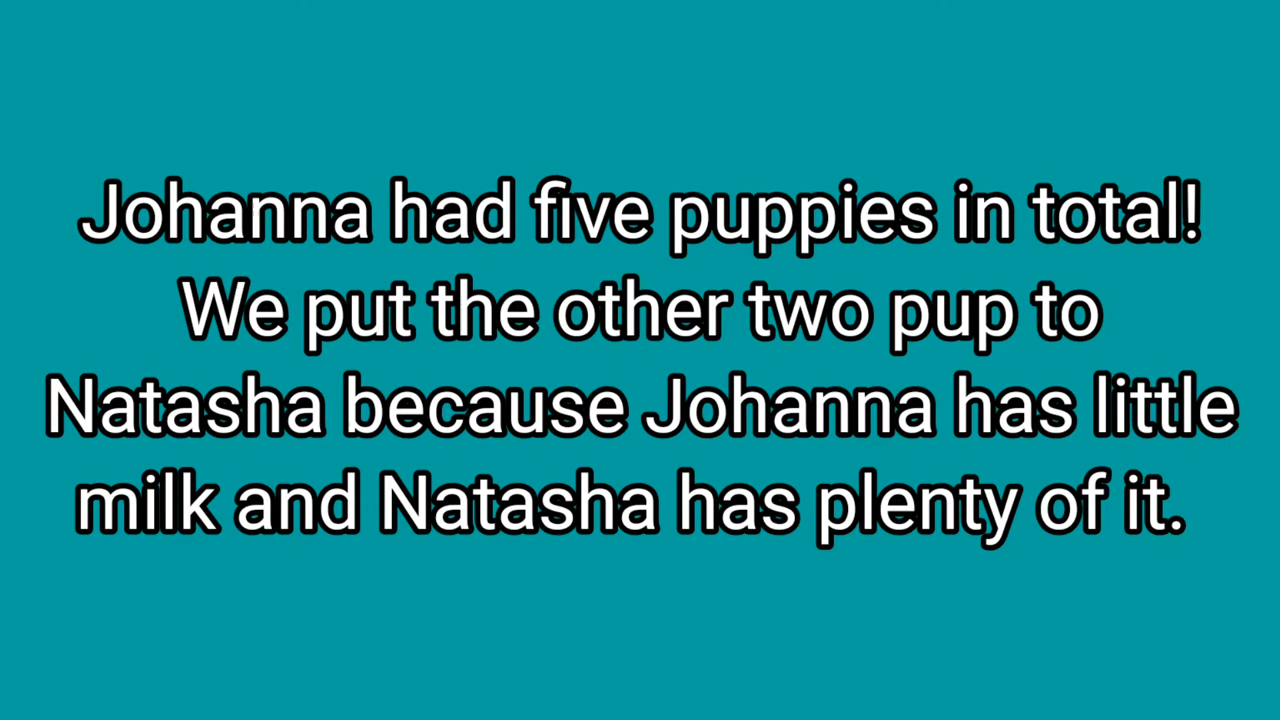 Johanna had five puppies in total!
We put the other two pup to
Natasha because Johanna has little
milk and Natasha has plenty of it.